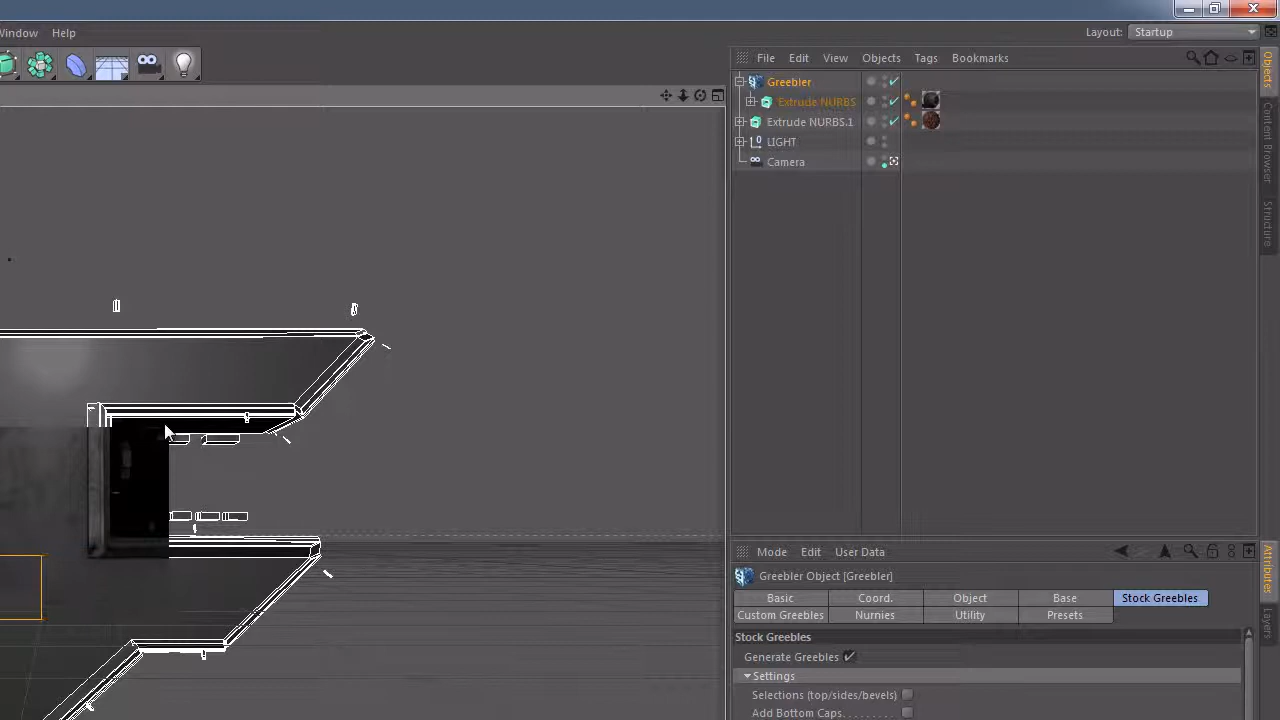 Window Help
Layout: Startup
File Edit View Objects Tags Bookmarks
Greebler
Extrude NURBS
Extrude NURBS.1
LIGHT
Camera
Objects
Content Browser
Structure
Mode Edit User Data
Greebler Object [Greebler]
Basic Coord. Object Base Stock Greebles
Custom Greebles Nurnies Utility Presets
Stock Greebles
Generate Greebles
Settings
Selections (top/sides/bevels)
Add Bottom Caps. . . . . . . .
Attributes
Layers